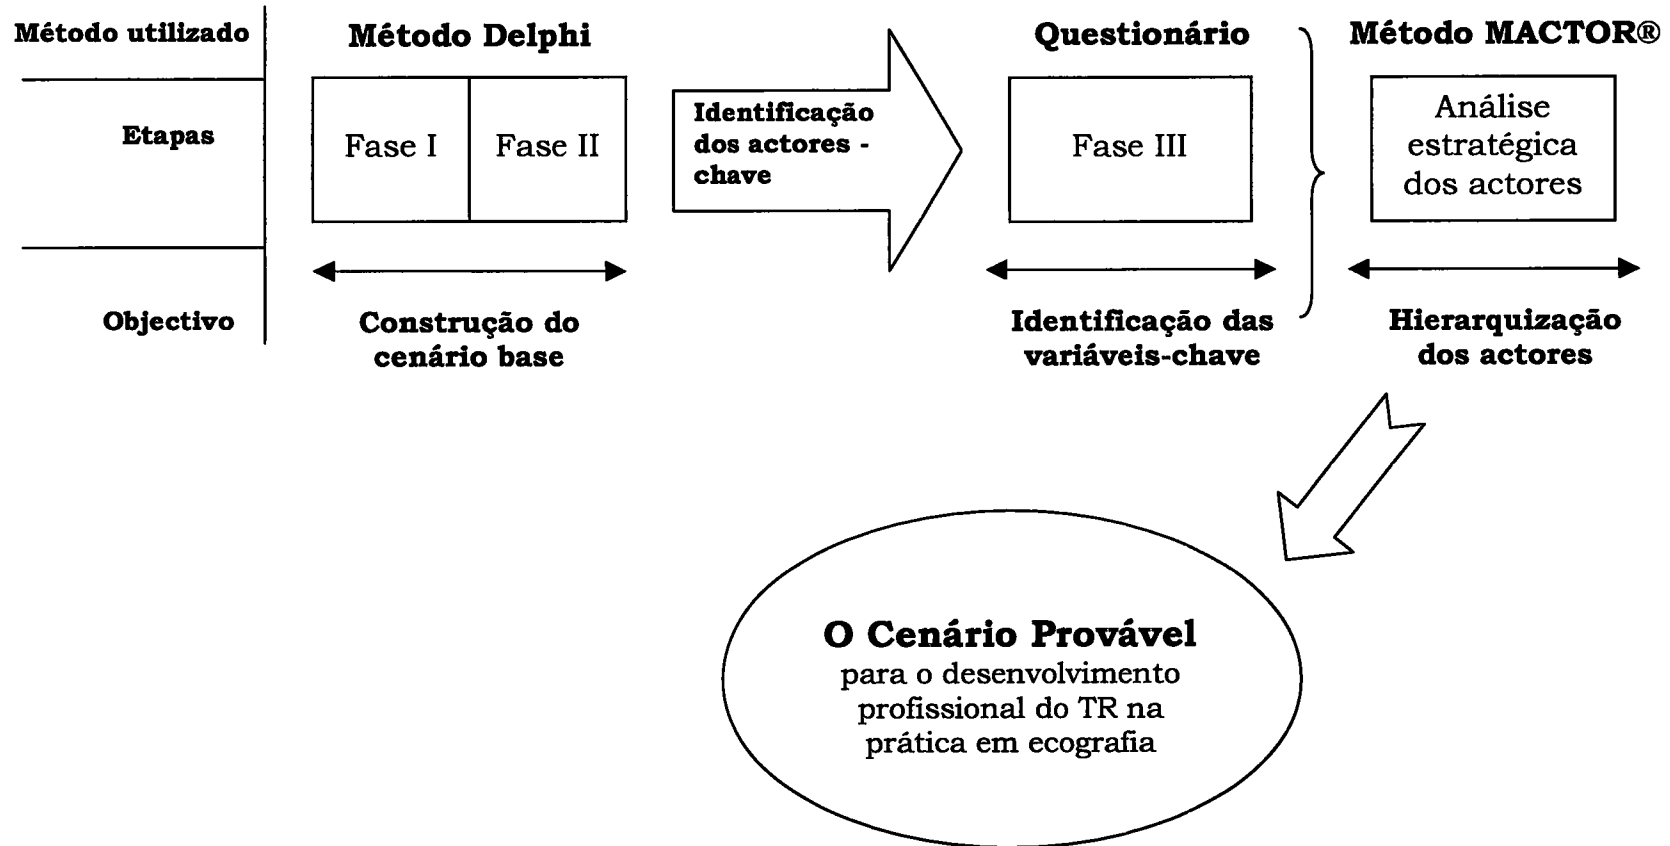 Método utilizado
Método Delphi
Questionário
Método MACTOR®
Etapas
Fase I
Fase II
Identificação
dos actores -
chave
Fase III
Análise
estratégica
dos actores
Objectivo
Construção do
cenário base
Identificação das
variáveis-chave
Hierarquização
dos actores
O Cenário Provável
para o desenvolvimento
profissional do TR na
prática em ecografia